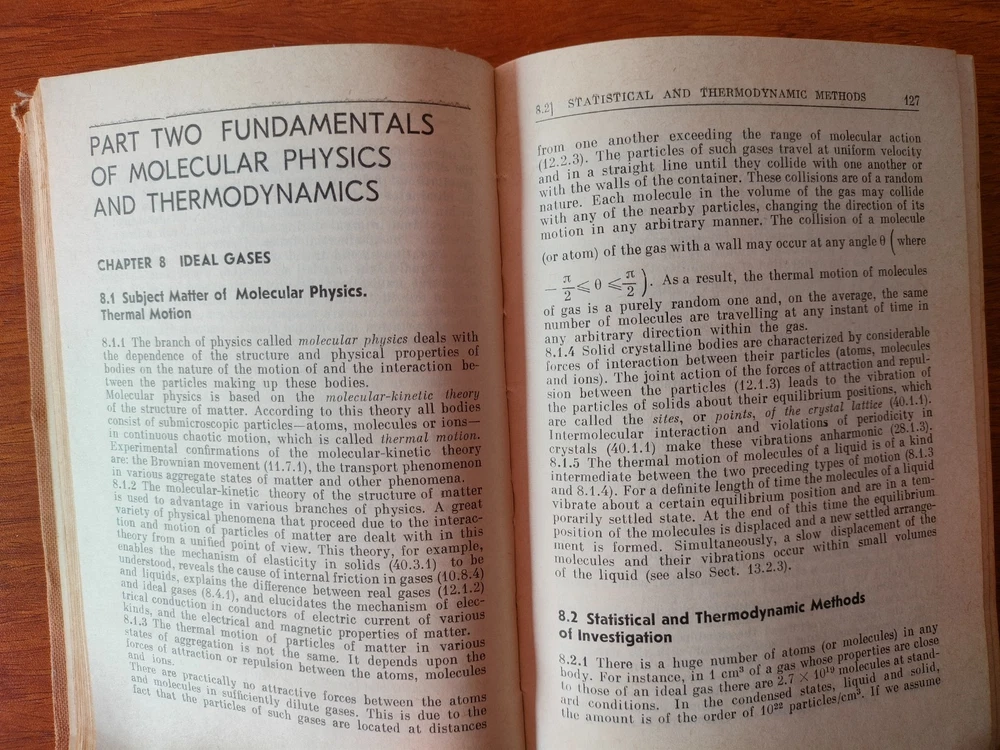 PART TWO FUNDAMENTALS
OF MOLECULAR PHYSICS
AND THERMODYNAMICS
CHAPTER 8 IDEAL GASES
8.1 Subject Matter of Molecular Physics.
Thermal Motion
8.1.1 The branch of physics called molecular physics deals with
the dependence of the structure and physical properties of
bodies on the nature of the motion of and the interaction be-
tween the particles making up these bodies.
Molecular physics is based on the molecular-kinetic theory
of the structure of matter. According to this theory all bodies
consist of submicroscopic particles—atoms, molecules or ions—
in continuous chaotic motion, which is called thermal motion.
Experimental confirmations of the molecular-kinetic theory
are: the Brownian movement (11.7.1), the transport phenomenon
in various aggregate states of matter and other phenomena.
8.1.2 The molecular-kinetic theory of the structure of matter
is used to advantage in various branches of physics. A great
variety of physical phenomena that proceed due to the interac-
tion and motion of particles of matter are dealt with in this
theory from a unified point of view. This theory, for example,
enables the mechanism of elasticity in solids (40.3.1) to be
understood, reveals the cause of internal friction in gases (10.8.4)
and liquids, explains the difference between real gases (12.1.2)
and ideal gases (8.4.1), and elucidates the mechanism of elec-
trical conduction in conductors of electric current of various
kinds, and the electrical and magnetic properties of matter.
8.1.3 The thermal motion of particles of matter in various
states of aggregation is not the same. It depends upon the
forces of attraction or repulsion between the atoms, molecules
and ions.
There are practically no attractive forces between the atoms
and molecules in sufficiently dilute gases. This is due to the
fact that the particles of such gases are located at distances
8.2] STATISTICAL AND THERMODYNAMIC METHODS 127
from one another exceeding the range of molecular action
(12.2.3). The particles of such gases travel at uniform velocity
and in a straight line until they collide with one another or
with the walls of the container. These collisions are of a random
nature. Each molecule in the volume of the gas may collide
with any of the nearby particles, changing the direction of its
motion in any arbitrary manner. The collision of a molecule
(or atom) of the gas with a wall may occur at any angle θ (where
− π/2 ⩽ θ ⩽ π/2). As a result, the thermal motion of molecules
of gas is a purely random one and, on the average, the same
number of molecules are travelling at any instant of time in
any arbitrary direction within the gas.
8.1.4 Solid crystalline bodies are characterized by considerable
forces of interaction between their particles (atoms, molecules
and ions). The joint action of the forces of attraction and repul-
sion between the particles (12.1.3) leads to the vibration of
the particles of solids about their equilibrium positions, which
are called the sites, or points, of the crystal lattice (40.1.1).
Intermolecular interaction and violations of periodicity in
crystals (40.1.1) make these vibrations anharmonic (28.1.3).
8.1.5 The thermal motion of molecules of a liquid is of a kind
intermediate between the two preceding types of motion (8.1.3
and 8.1.4). For a definite length of time the molecules of a liquid
vibrate about a certain equilibrium position and are in a tem-
porarily settled state. At the end of this time the equilibrium
position of the molecules is displaced and a new settled arrange-
ment is formed. Simultaneously, a slow displacement of the
molecules and their vibrations occur within small volumes
of the liquid (see also Sect. 13.2.3).
8.2 Statistical and Thermodynamic Methods
of Investigation
8.2.1 There is a huge number of atoms (or molecules) in any
body. For instance, in 1 cm³ of a gas whose properties are close
to those of an ideal gas there are 2.7 × 10¹⁹ molecules at stand-
ard conditions. In the condensed states, liquid and solid,
the amount is of the order of 10²² particles/cm³. If we assume